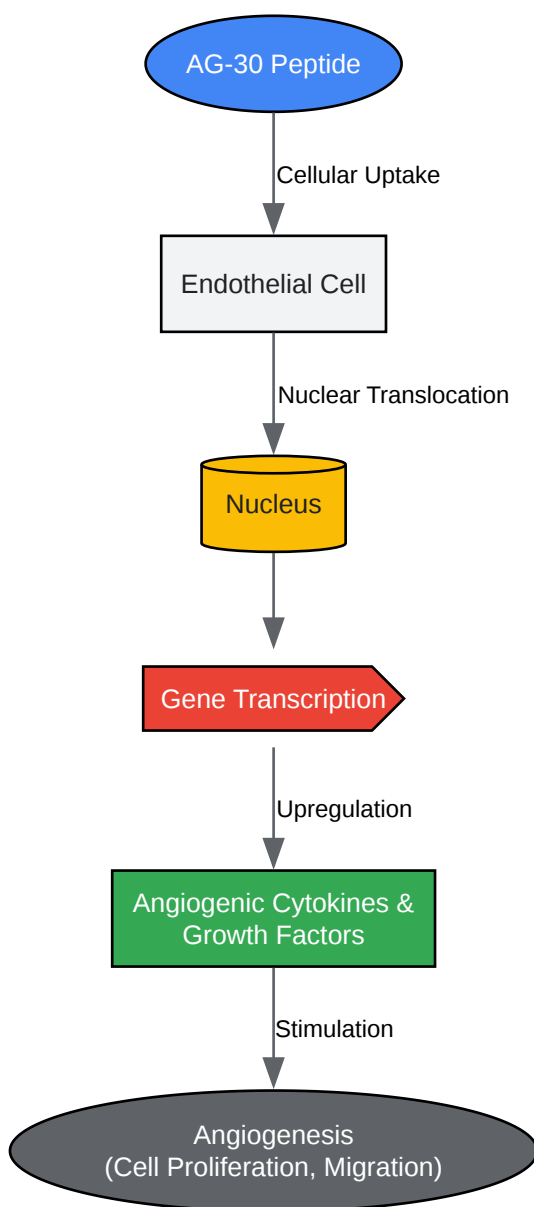 AG-30 Peptide
Cellular Uptake
Endothelial Cell
Nuclear Translocation
Nucleus
Gene Transcription
Upregulation
Angiogenic Cytokines &
Growth Factors
Stimulation
Angiogenesis
(Cell Proliferation, Migration)